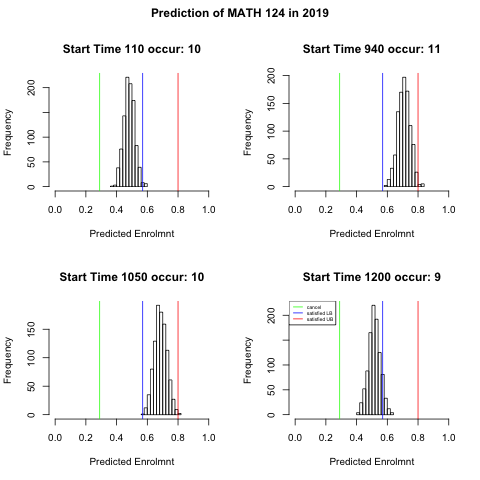 Prediction of MATH 124 in 2019
Start Time 110 occur: 10
Frequency
0 50 100 200
0.0 0.2 0.4 0.6 0.8 1.0
Predicted Enrolmnt
Start Time 940 occur: 11
Frequency
0 50 100 200
0.0 0.2 0.4 0.6 0.8 1.0
Predicted Enrolmnt
Start Time 1050 occur: 10
Frequency
0 50 100 150
0.0 0.2 0.4 0.6 0.8 1.0
Predicted Enrolmnt
Start Time 1200 occur: 9
cancel
satisfied LB
satisfied UB
Frequency
0 50 100 200
0.0 0.2 0.4 0.6 0.8 1.0
Predicted Enrolmnt